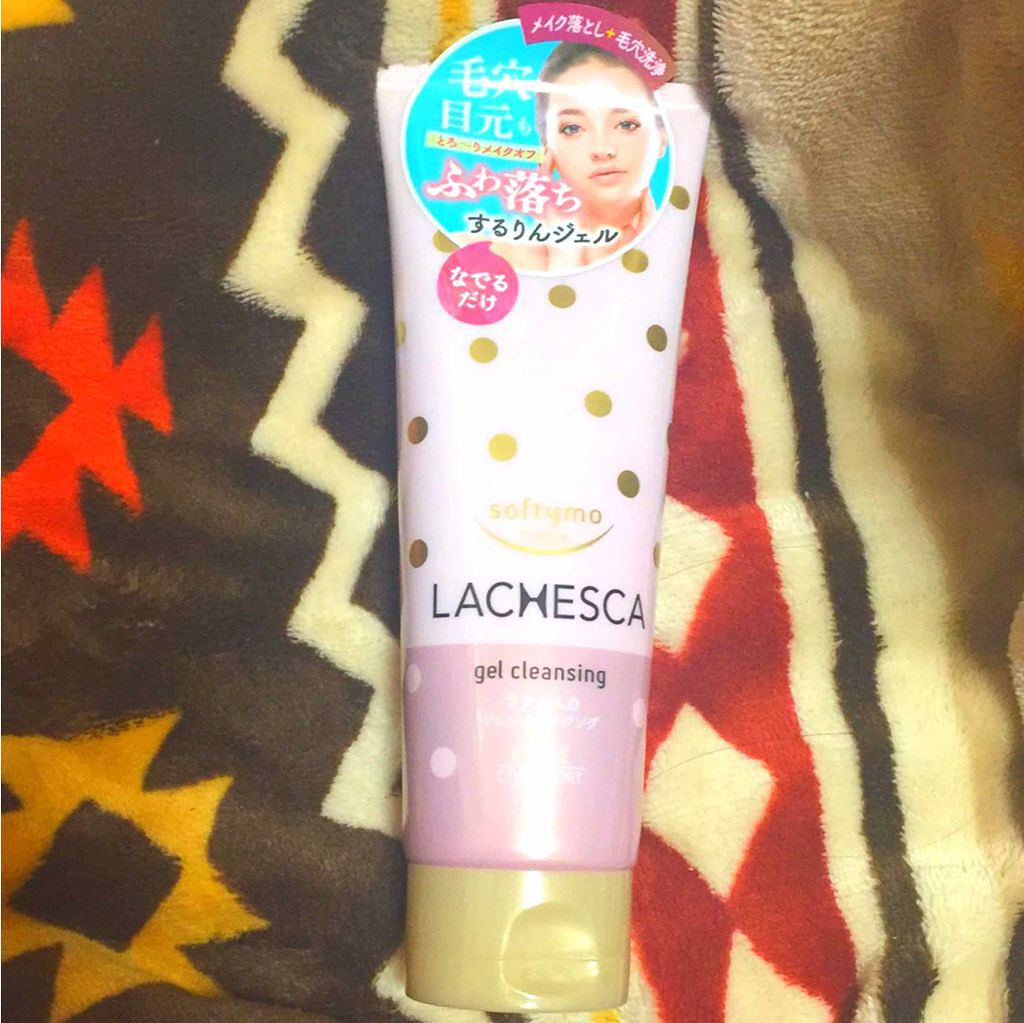 メイク落とし+毛穴洗浄
毛穴
目元も
とろ〜りメイクオフ
ふわ落ち
するりんジェル
なでる
だけ
softymo
LACHESCA
gel cleansing